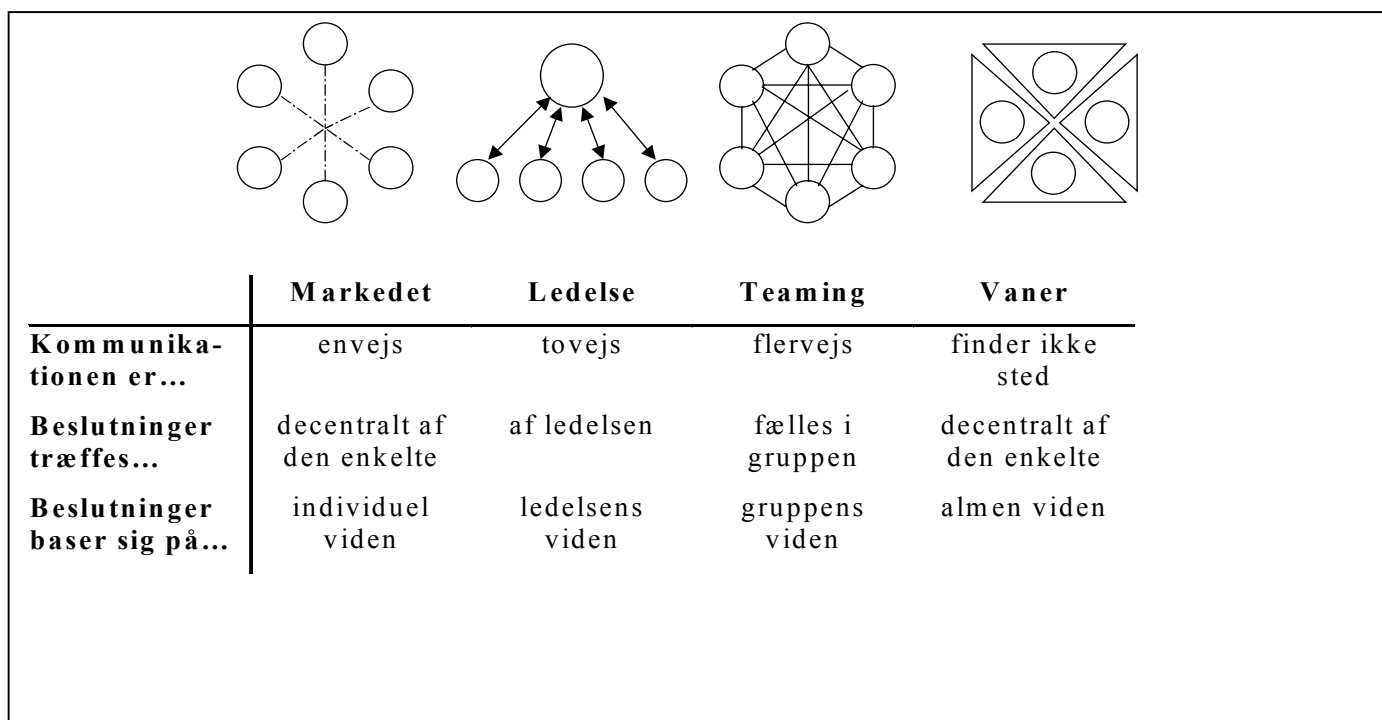 Markedet Ledelse Teaming Vaner
Kommunika- envejs tovejs flervejs finder ikke
tionen er... sted
Beslutninger decentralt af af ledelsen fælles i decentralt af
træffes... den enkelte gruppen den enkelte
Beslutninger individuel ledelsens gruppens almen viden
baser sig på... viden viden viden